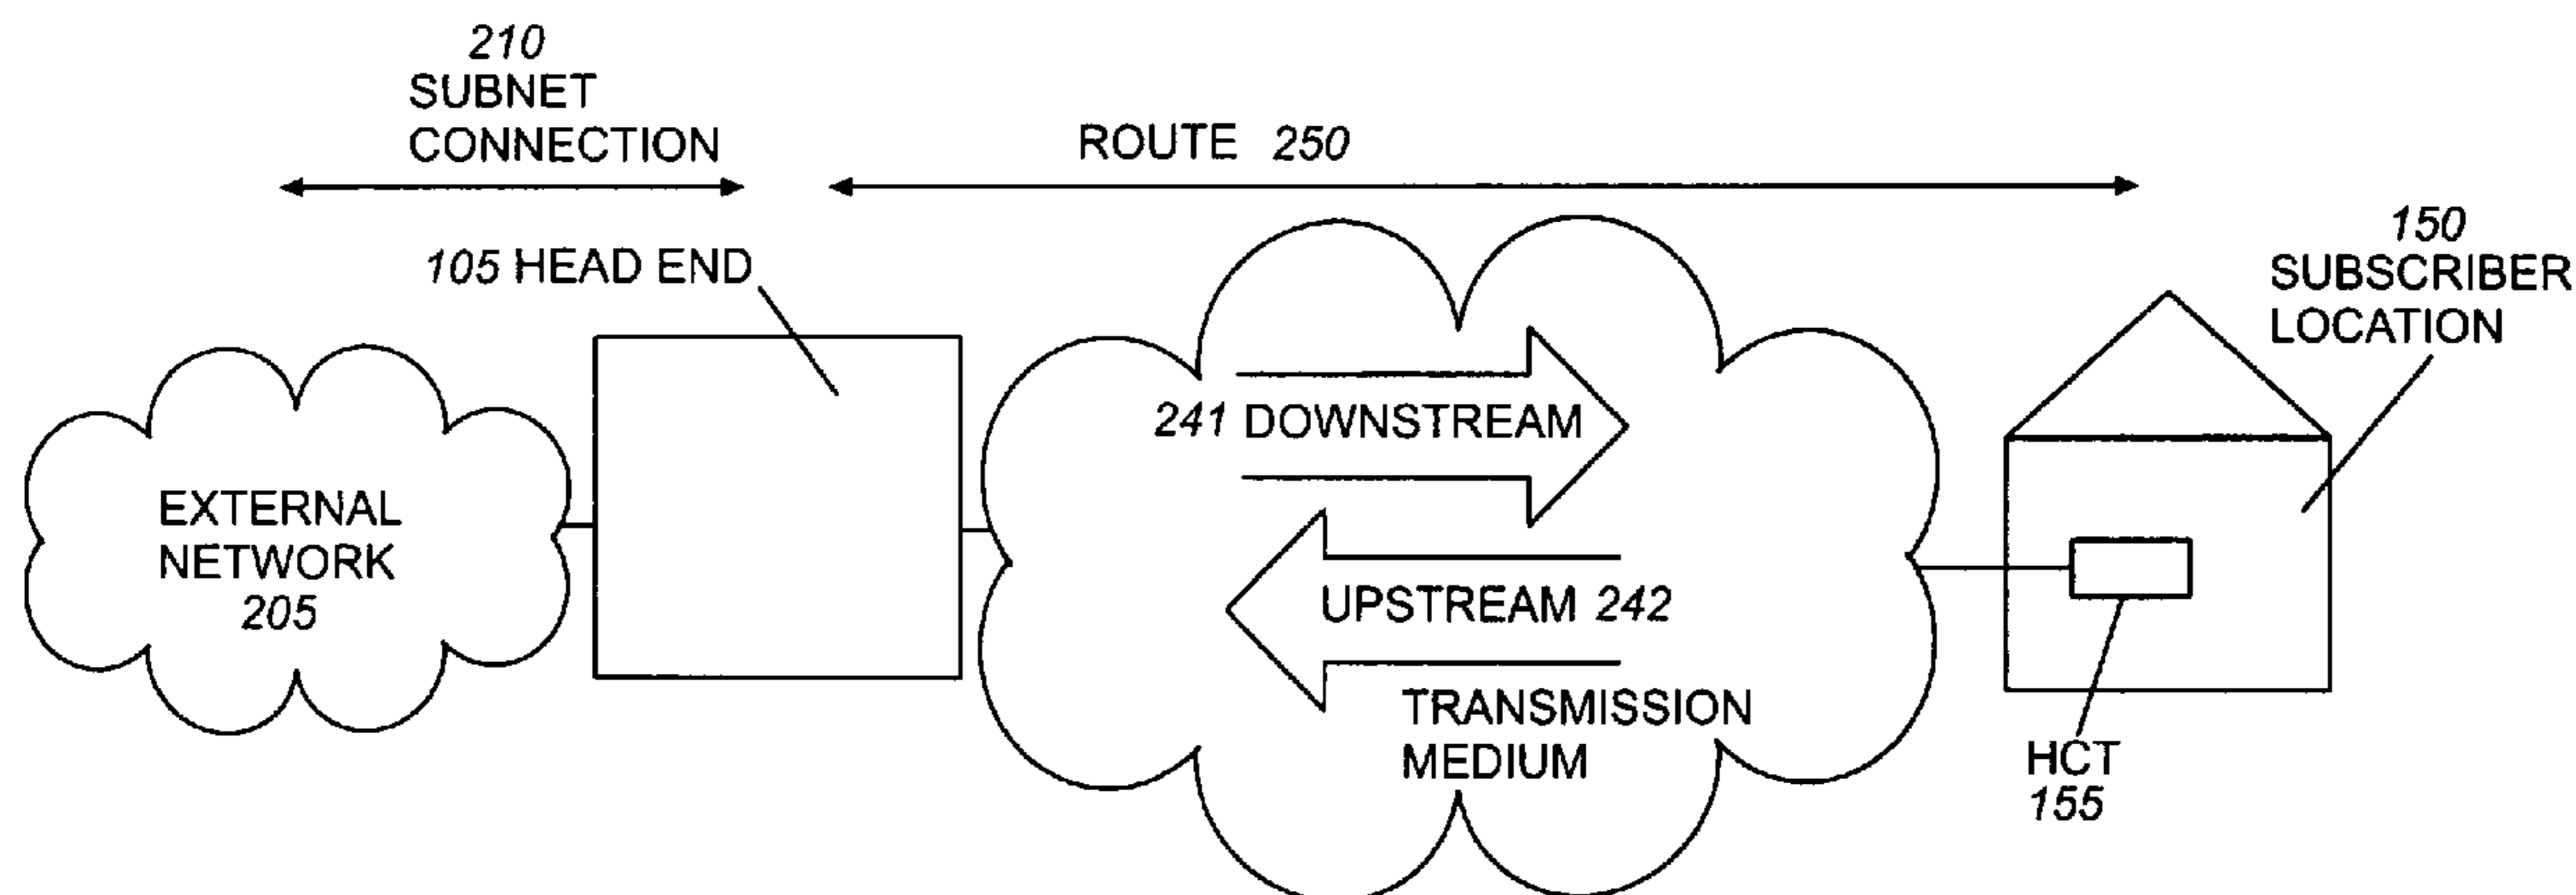 210
SUBNET
CONNECTION
ROUTE 250
105 HEAD END
150
SUBSCRIBER
LOCATION
241 DOWNSTREAM
EXTERNAL
NETWORK
205
UPSTREAM 242
TRANSMISSION
MEDIUM
HCT
155